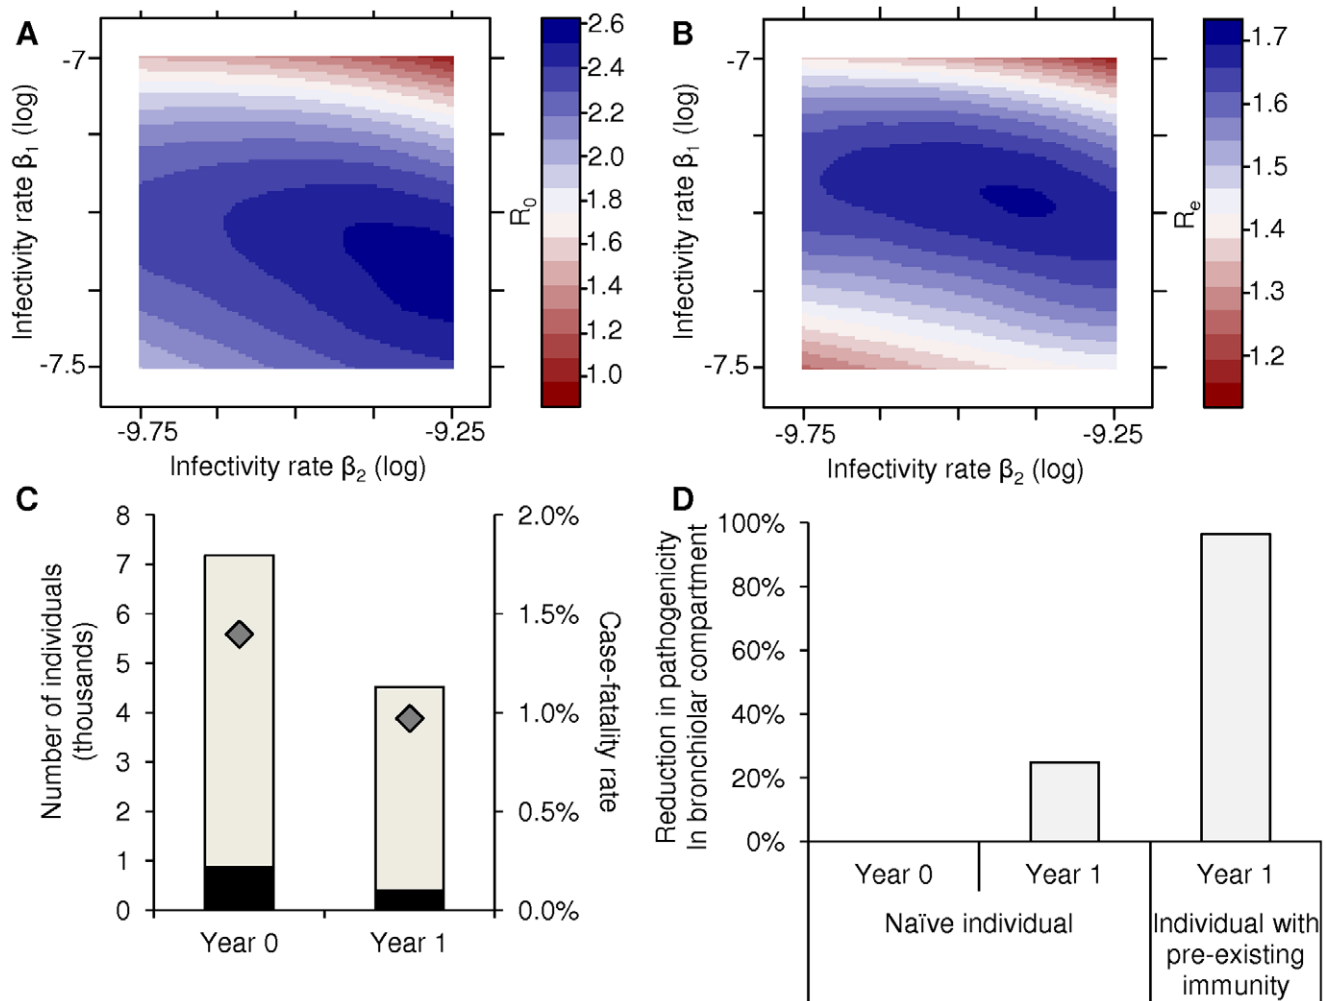 A
-7
-7.5
Infectivity rate β1 (log)
-9.75
-9.25
Infectivity rate β2 (log)
2.6
2.4
2.2
2.0
1.8
1.6
1.4
1.2
1.0
R0
B
-7
-7.5
Infectivity rate β1 (log)
-9.75
-9.25
Infectivity rate β2 (log)
1.7
1.6
1.5
1.4
1.3
1.2
Re
C
8
7
6
5
4
3
2
1
0
Number of individuals
(thousands)
2.0%
1.5%
1.0%
0.5%
0.0%
Case-fatality rate
Year 0
Year 1
D
100%
80%
60%
40%
20%
0%
Reduction in pathogenicity
In bronchiolar compartment
Year 0
Year 1
Year 1
Naïve individual
Individual with
pre-existing
immunity